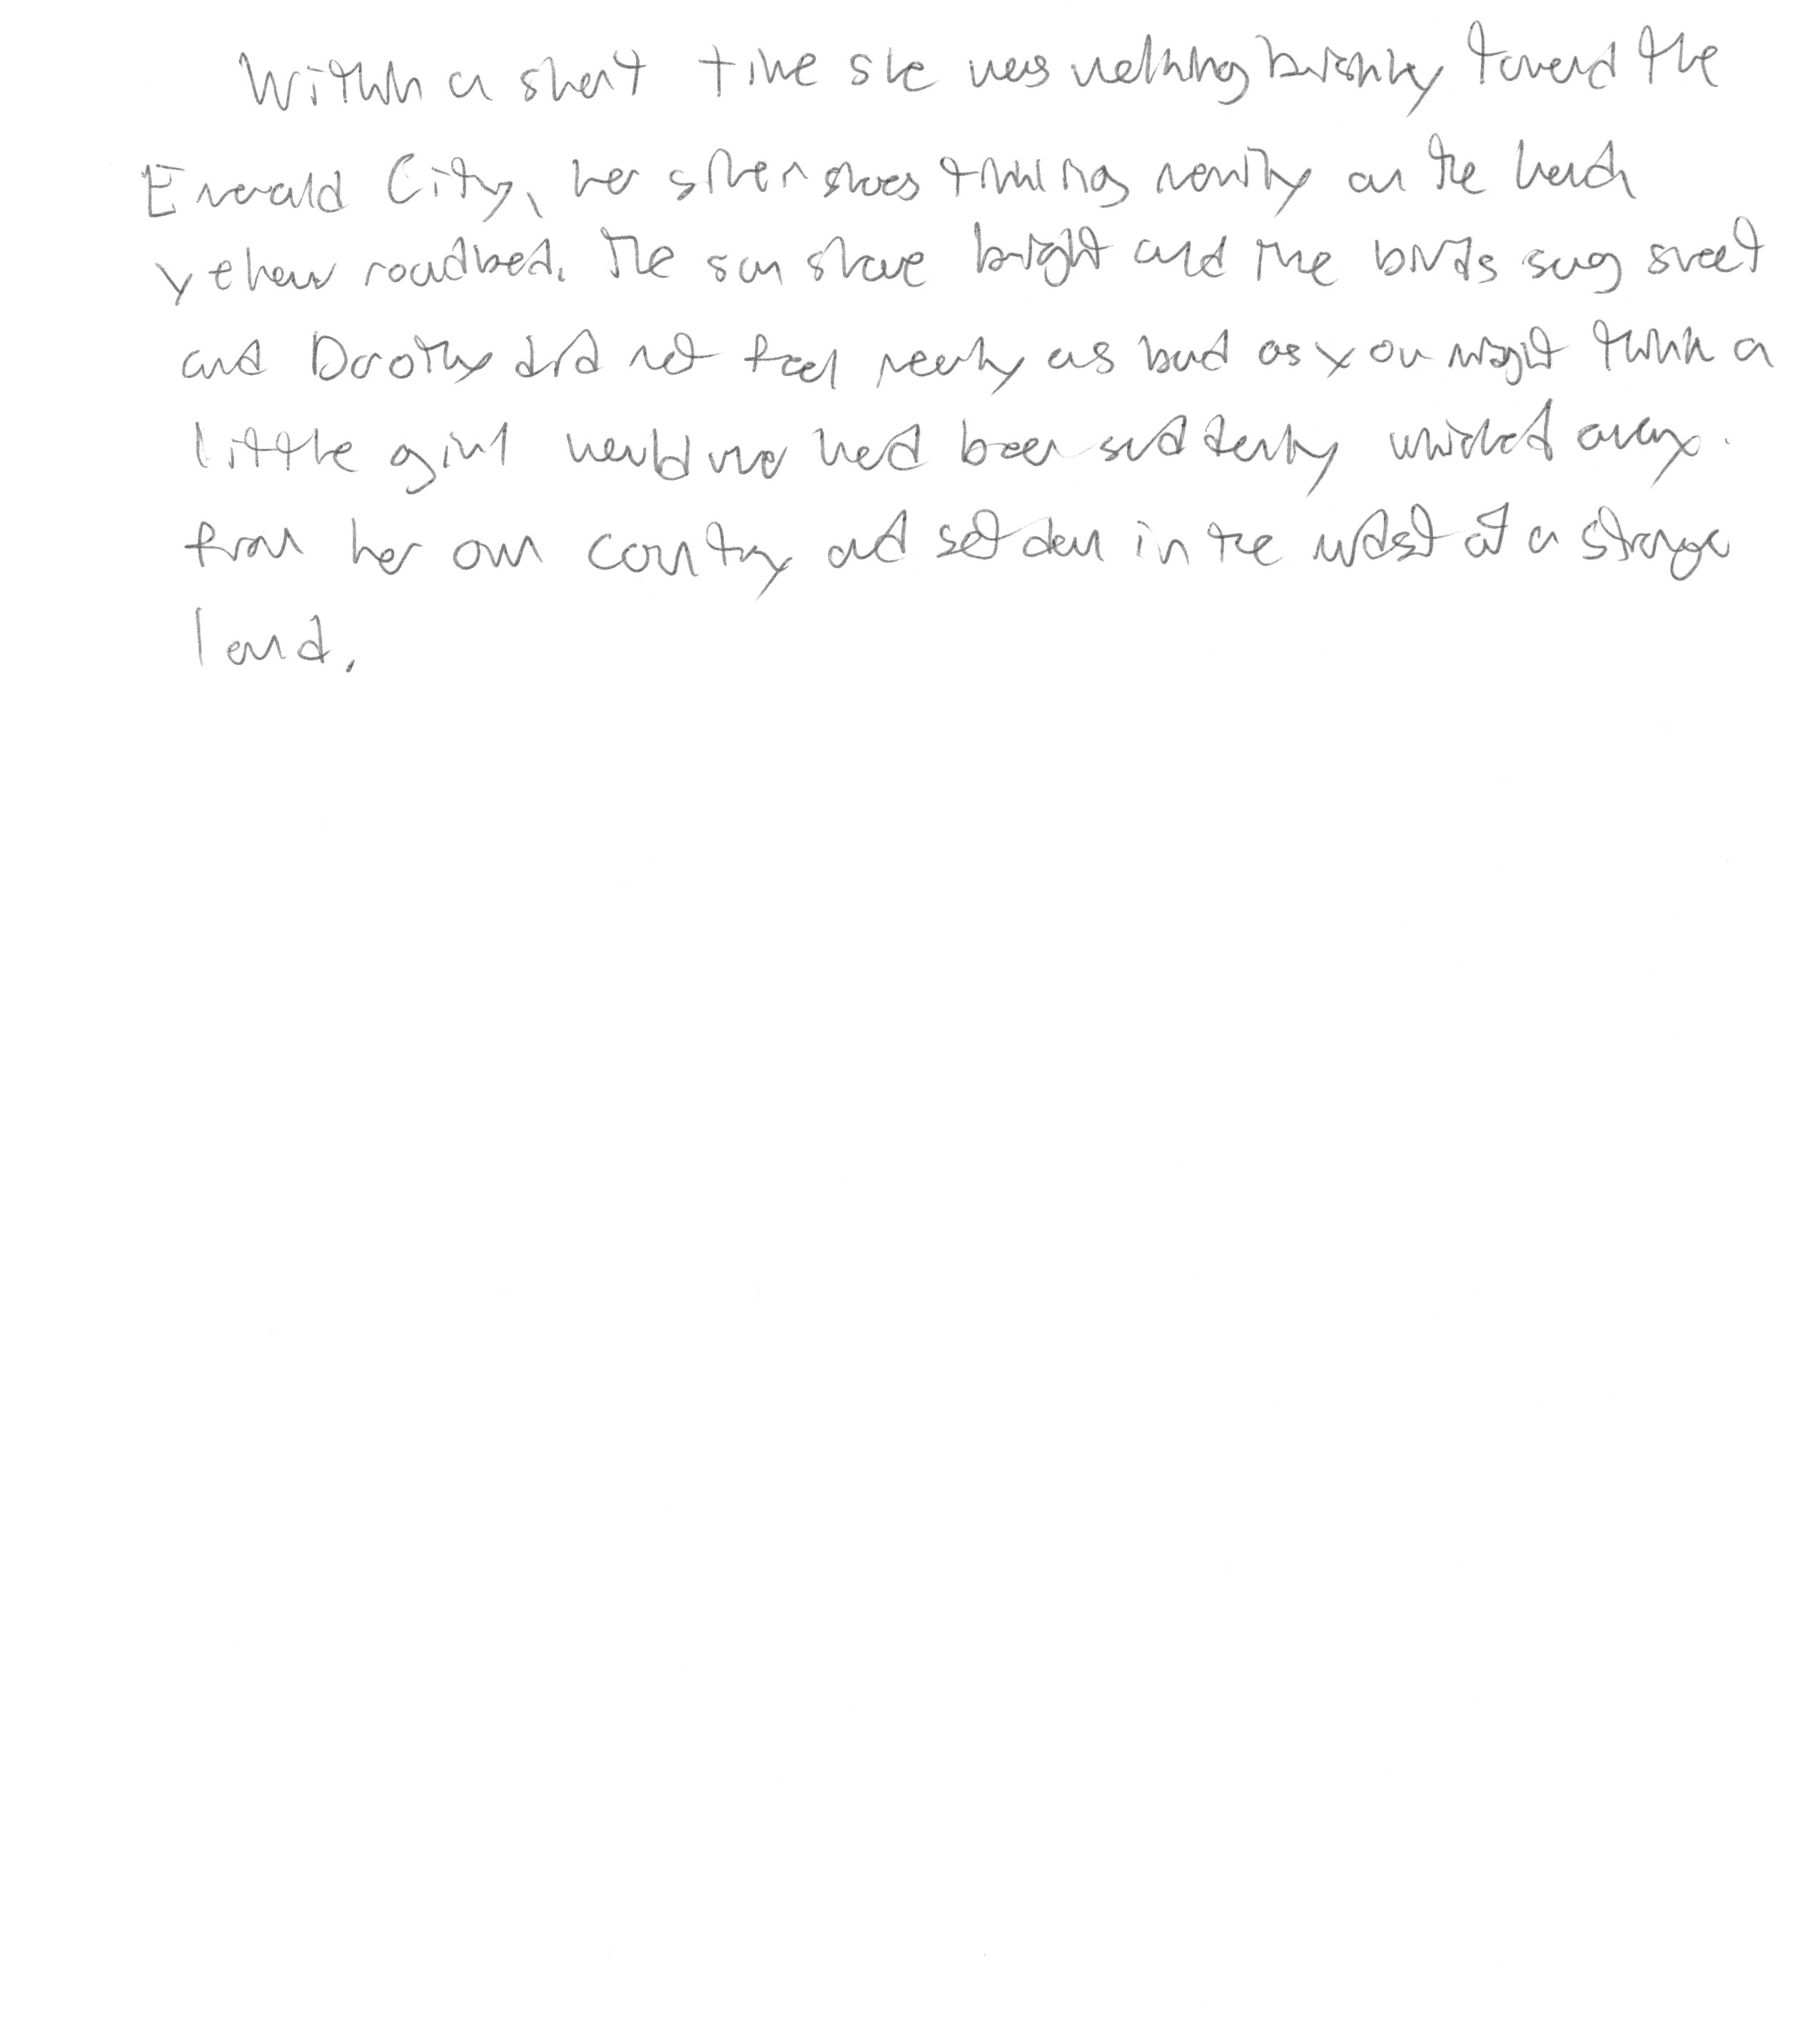 Within a short time she was walking briskly toward the
Emerald City, her silver shoes tinkling merrily on the hard
yellow roadbed. The sun shone bright and the birds sang sweet
and Dorothy did not feel nearly as bad as you might think a
little girl would who had been suddenly whisked away
from her own country and set down in the midst of a strange
land.